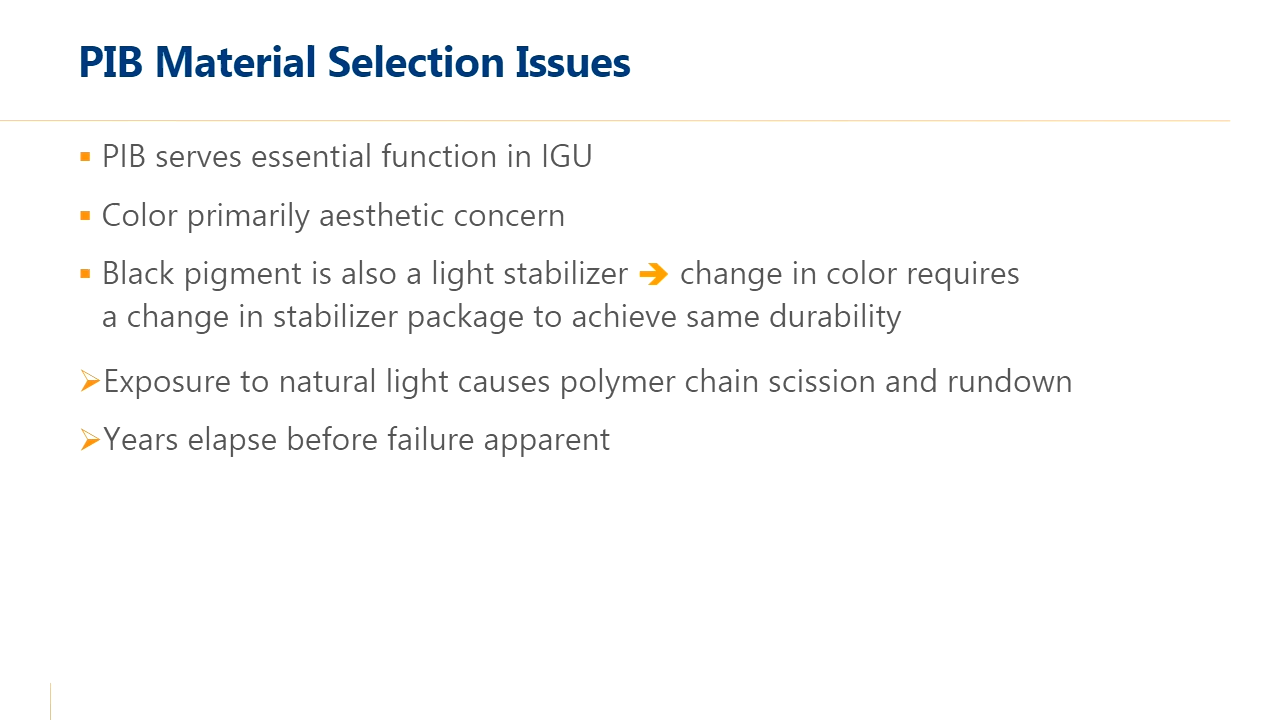 PIB Material Selection Issues
PIB serves essential function in IGU
Color primarily aesthetic concern
Black pigment is also a light stabilizer ➔ change in color requires
a change in stabilizer package to achieve same durability
Exposure to natural light causes polymer chain scission and rundown
Years elapse before failure apparent